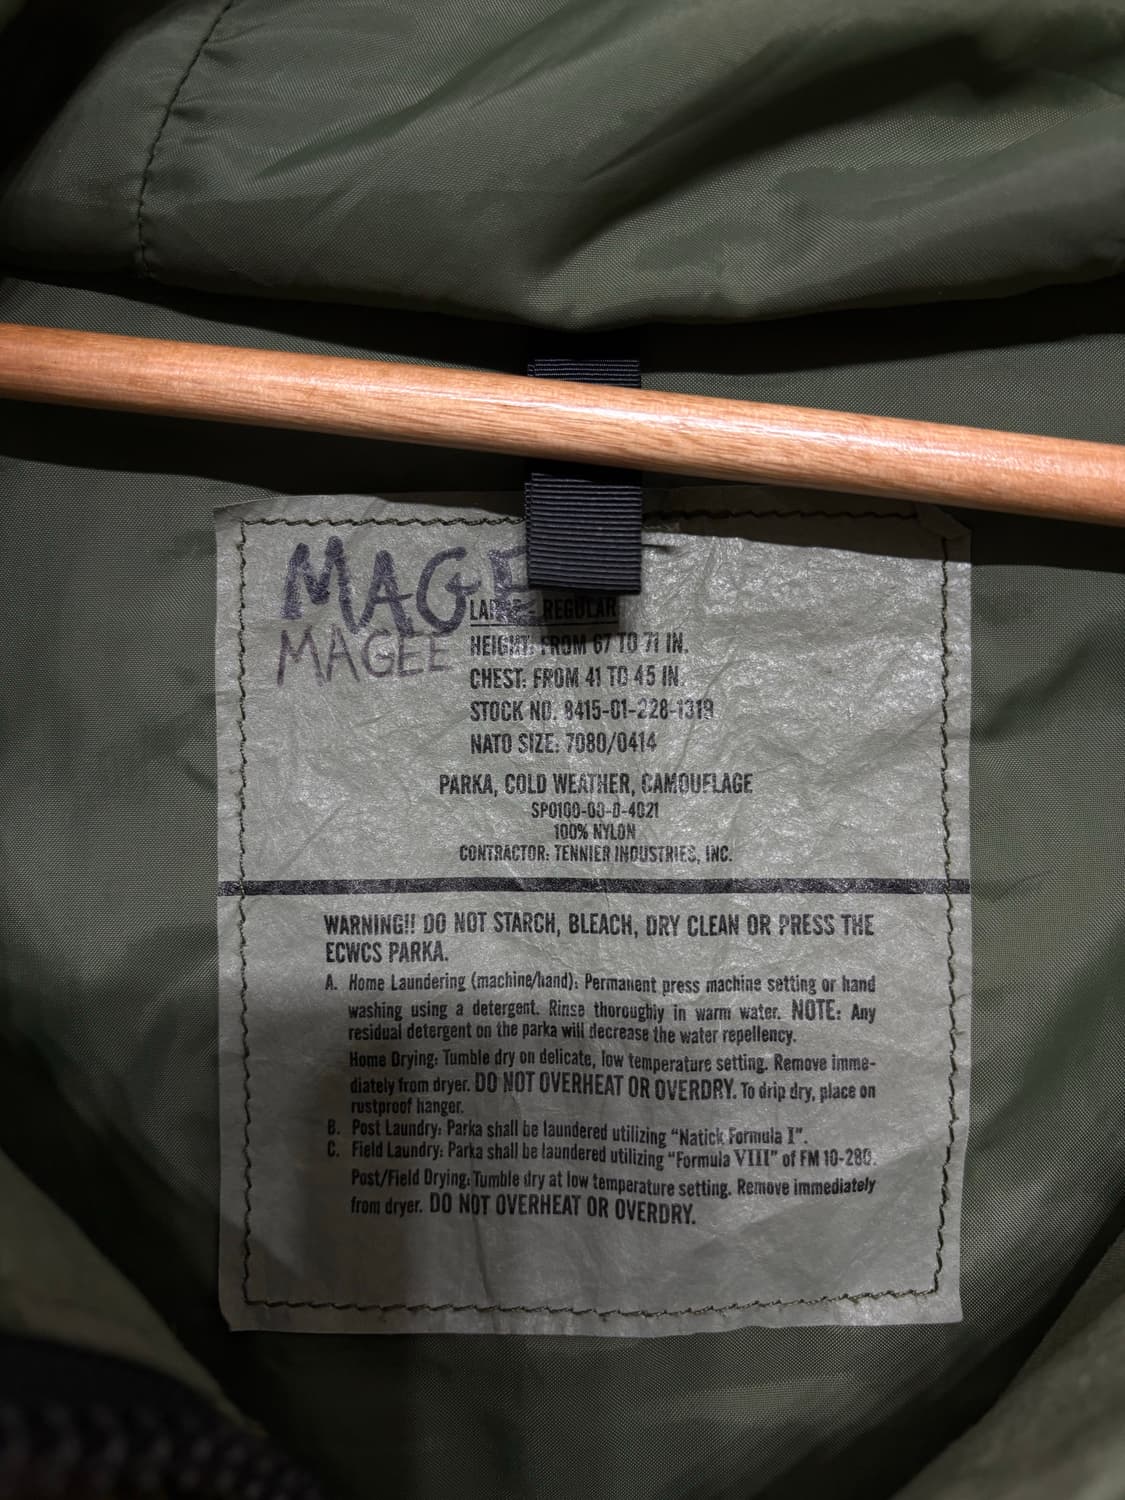 MAGE
MAGEE
LARGE - REGULAR
HEIGHT: FROM 67 TO 71 IN.
CHEST: FROM 41 TO 45 IN.
STOCK NO. 8415-01-228-1319
NATO SIZE: 7080/0414
PARKA, COLD WEATHER, CAMOUFLAGE
SPO100-00-D-4021
100% NYLON
CONTRACTOR: TENNIER INDUSTRIES, INC.
WARNING!! DO NOT STARCH, BLEACH, DRY CLEAN OR PRESS THE
ECWCS PARKA.
A. Home Laundering (machine/hand): Permanent press machine setting or hand
washing using a detergent. Rinse thoroughly in warm water. NOTE: Any
residual detergent on the parka will decrease the water repellency.
Home Drying: Tumble dry on delicate, low temperature setting. Remove imme-
diately from dryer. DO NOT OVERHEAT OR OVERDRY. To drip dry, place on
rustproof hanger.
B. Post Laundry: Parka shall be laundered utilizing "Natick Formula I".
C. Field Laundry: Parka shall be laundered utilizing "Formula VIII" of FM 10-280.
Post/Field Drying: Tumble dry at low temperature setting. Remove immediately
from dryer. DO NOT OVERHEAT OR OVERDRY.